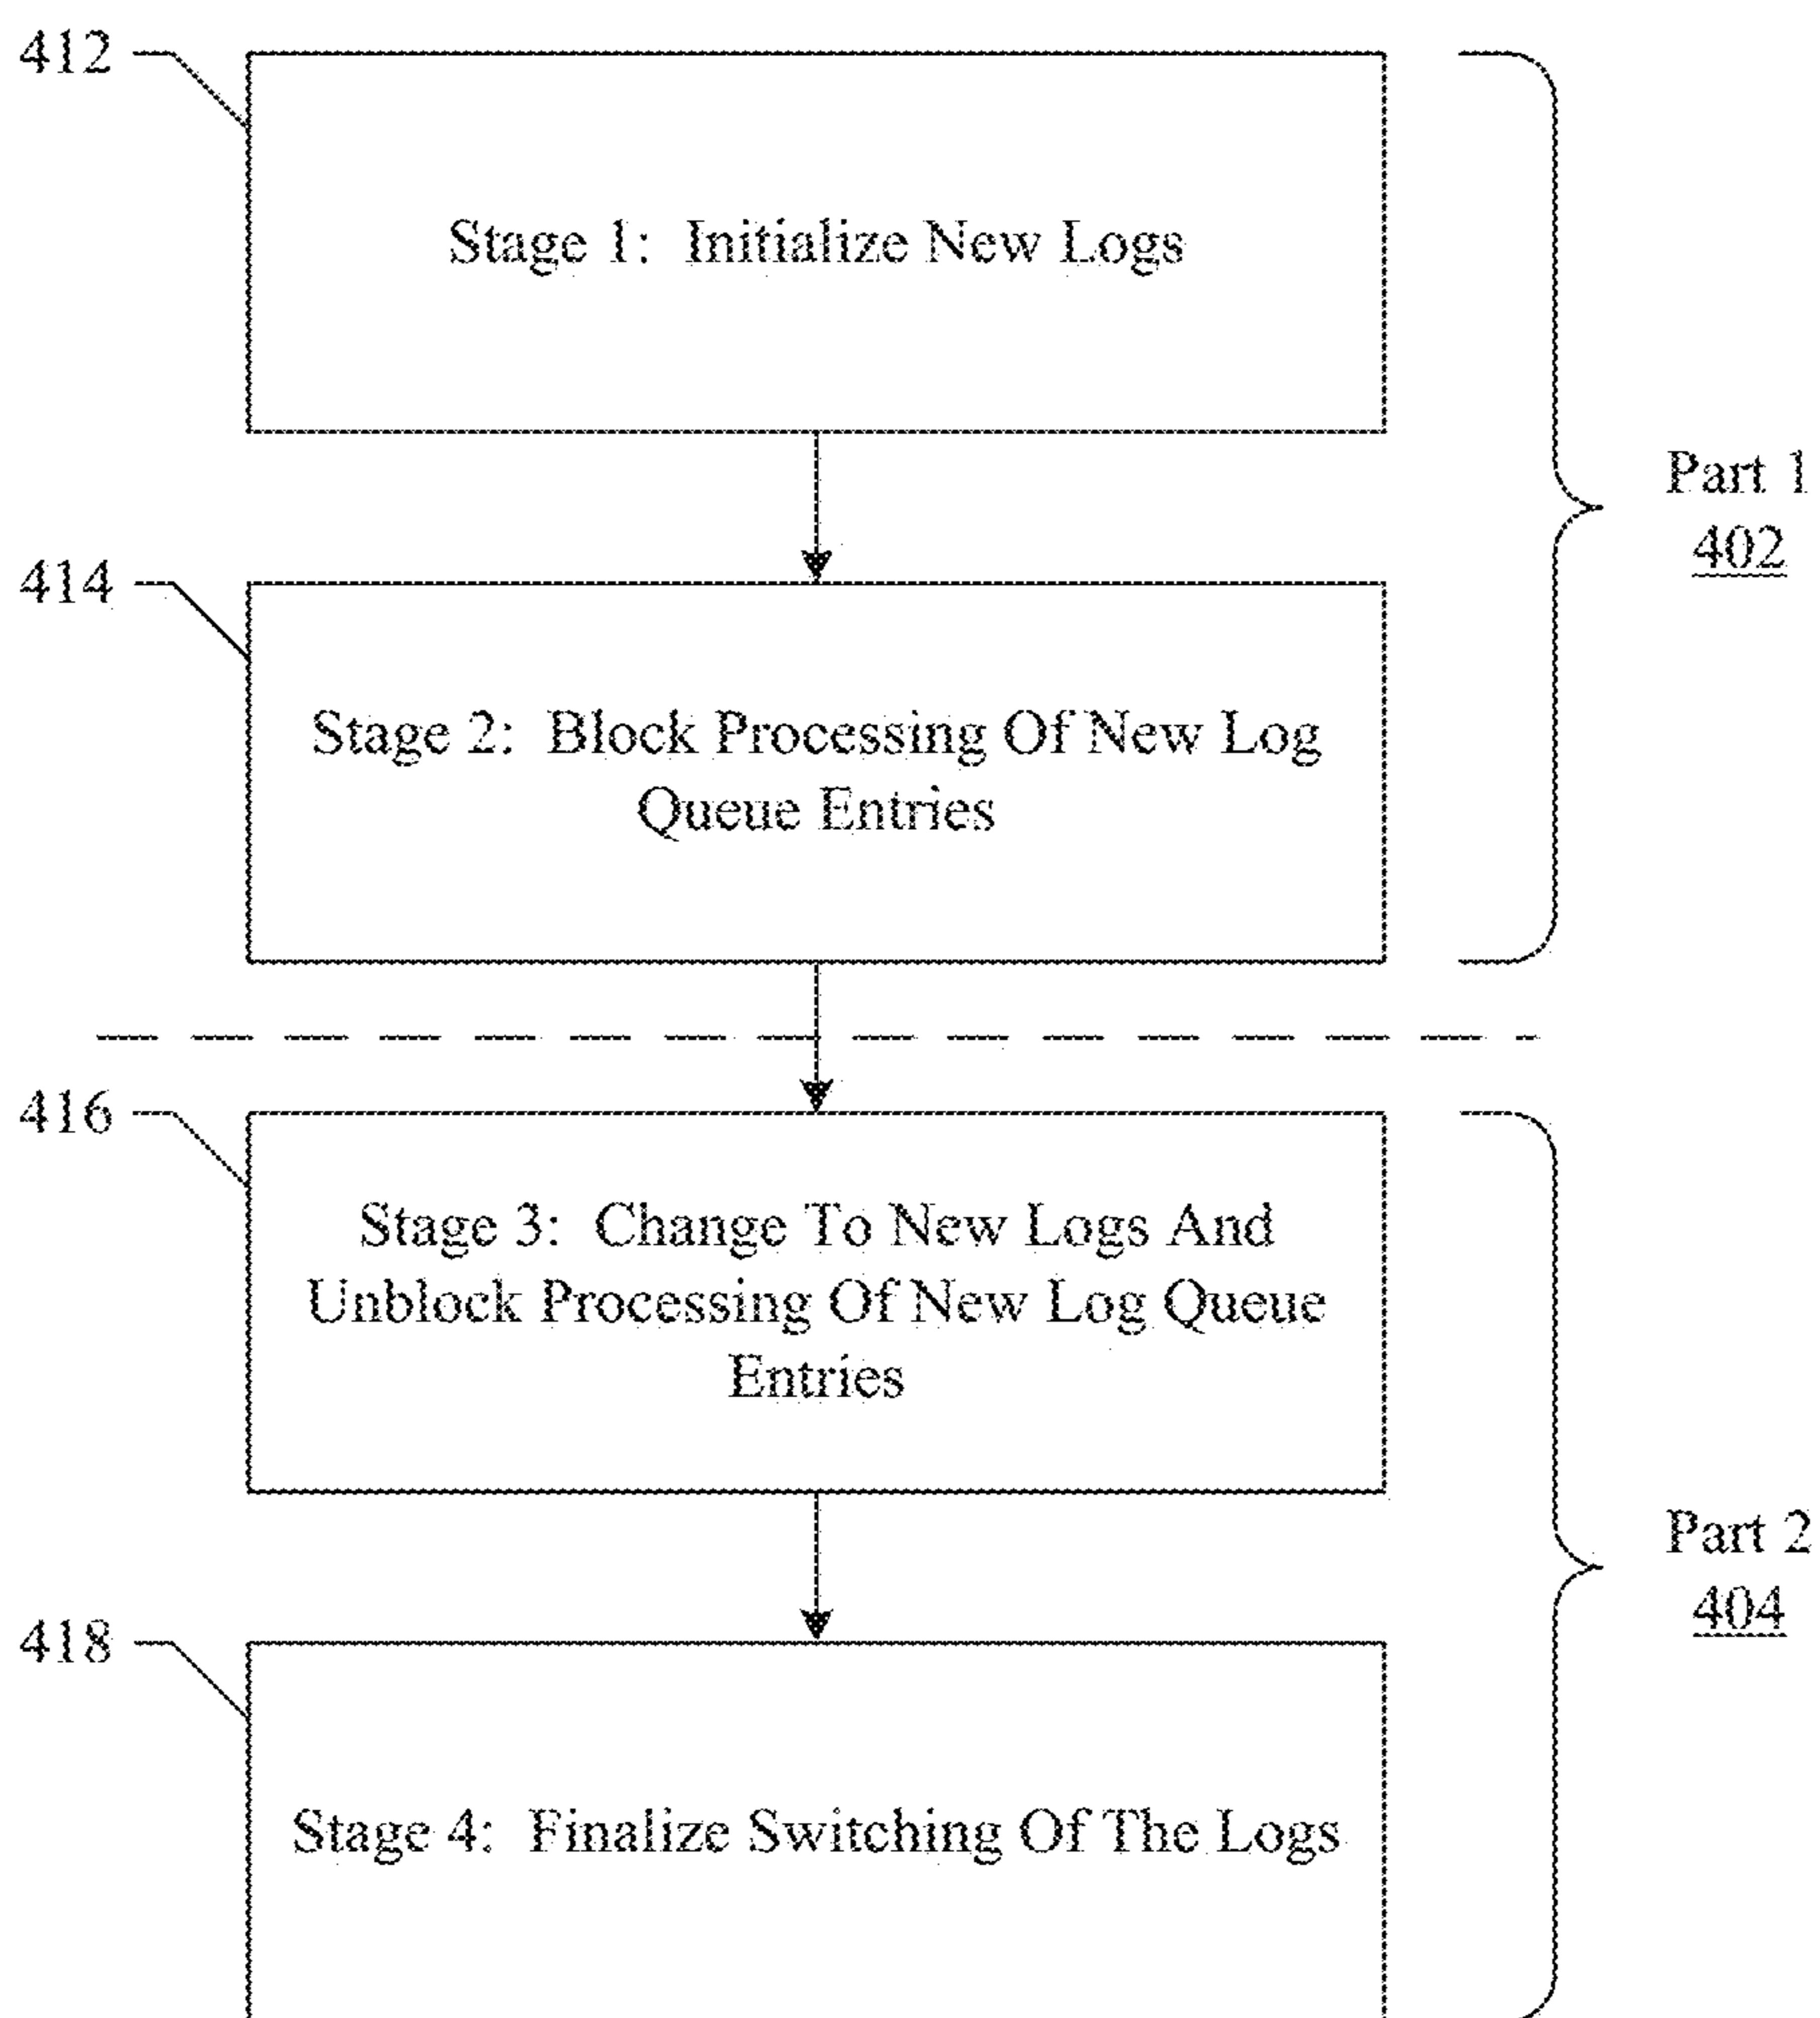 412
Stage 1: Initialize New Logs
Part 1
402
414
Stage 2: Block Processing Of New Log
Queue Entries
416
Stage 3: Change To New Logs And
Unblock Processing Of New Log Queue
Entries
Part 2
404
418
Stage 4: Finalize Switching Of The Logs